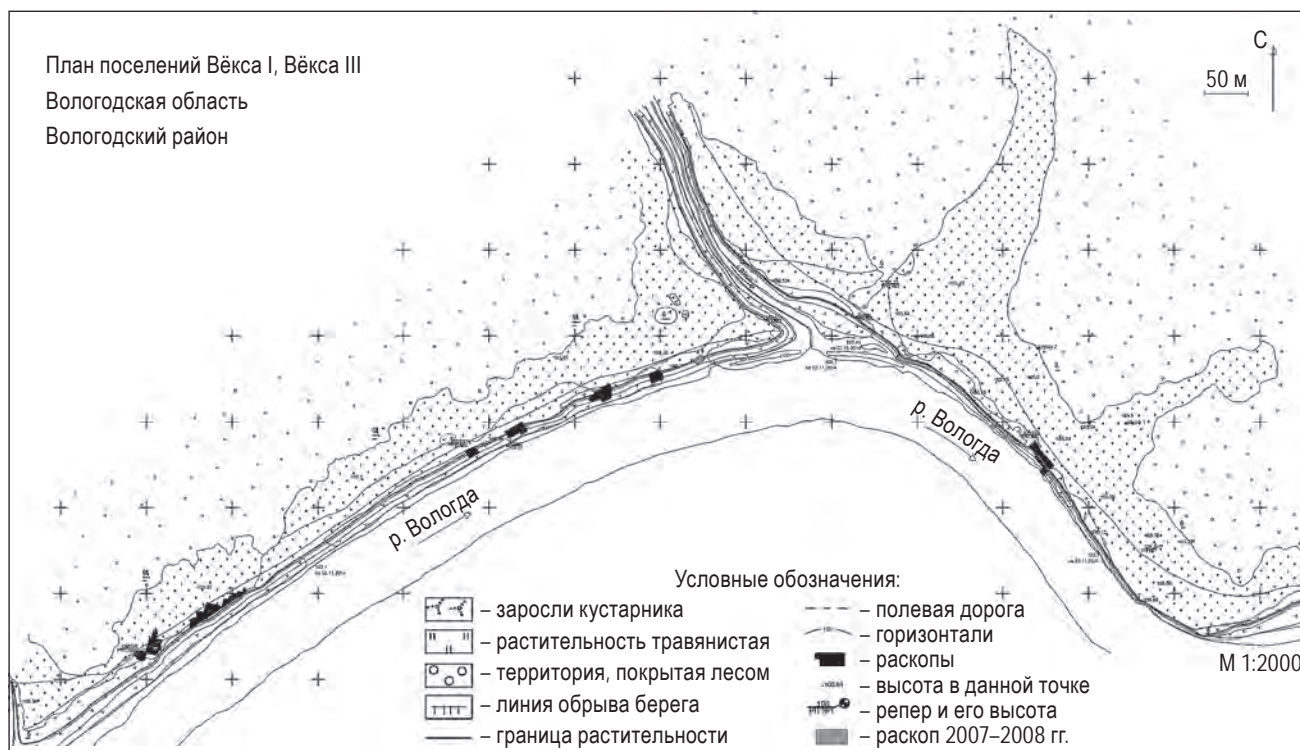 План поселений Вёкса I, Вёкса III
Вологодская область
Вологодский район
С
50 м
р. Вологда
р. Вологда
Условные обозначения:
– заросли кустарника
– растительность травянистая
– территория, покрытая лесом
– линия обрыва берега
– граница растительности
– полевая дорога
– горизонтали
– раскопы
– высота в данной точке
– репер и его высота
– раскоп 2007–2008 гг.
М 1:2000